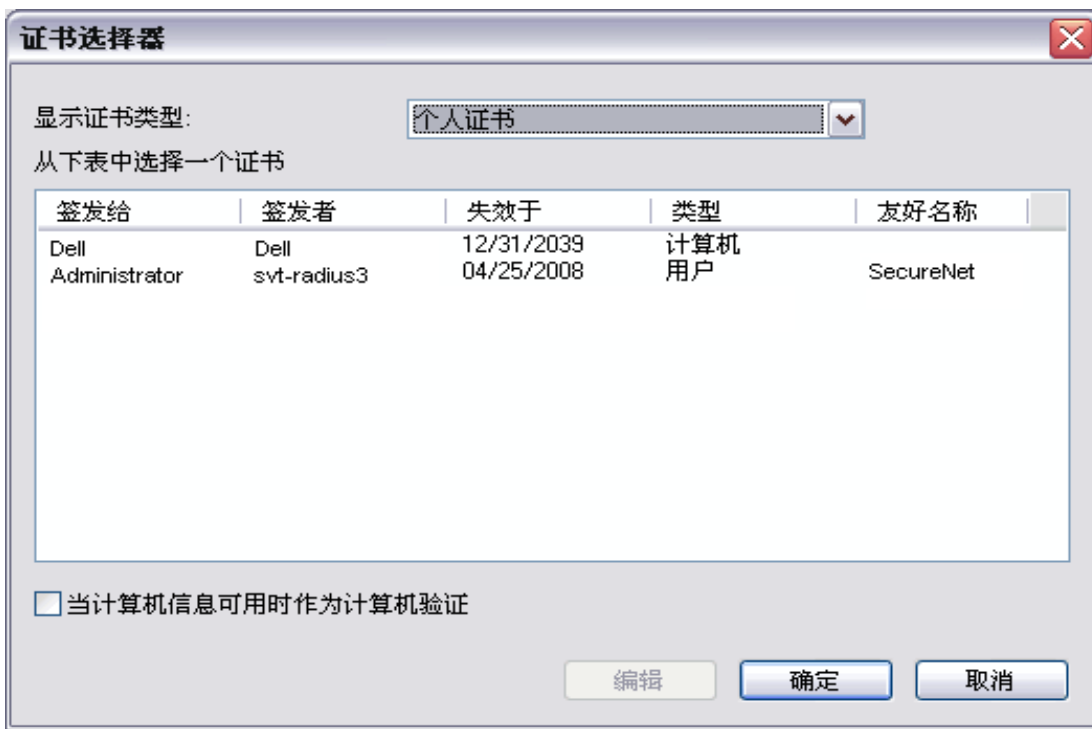 证书选择器
显示证书类型: 个人证书
从下表中选择一个证书
签发给 签发者 失效于 类型 友好名称
Dell Dell 12/31/2039 计算机
Administrator svt-radius3 04/25/2008 用户 SecureNet
当计算机信息可用时作为计算机验证
编辑 确定 取消